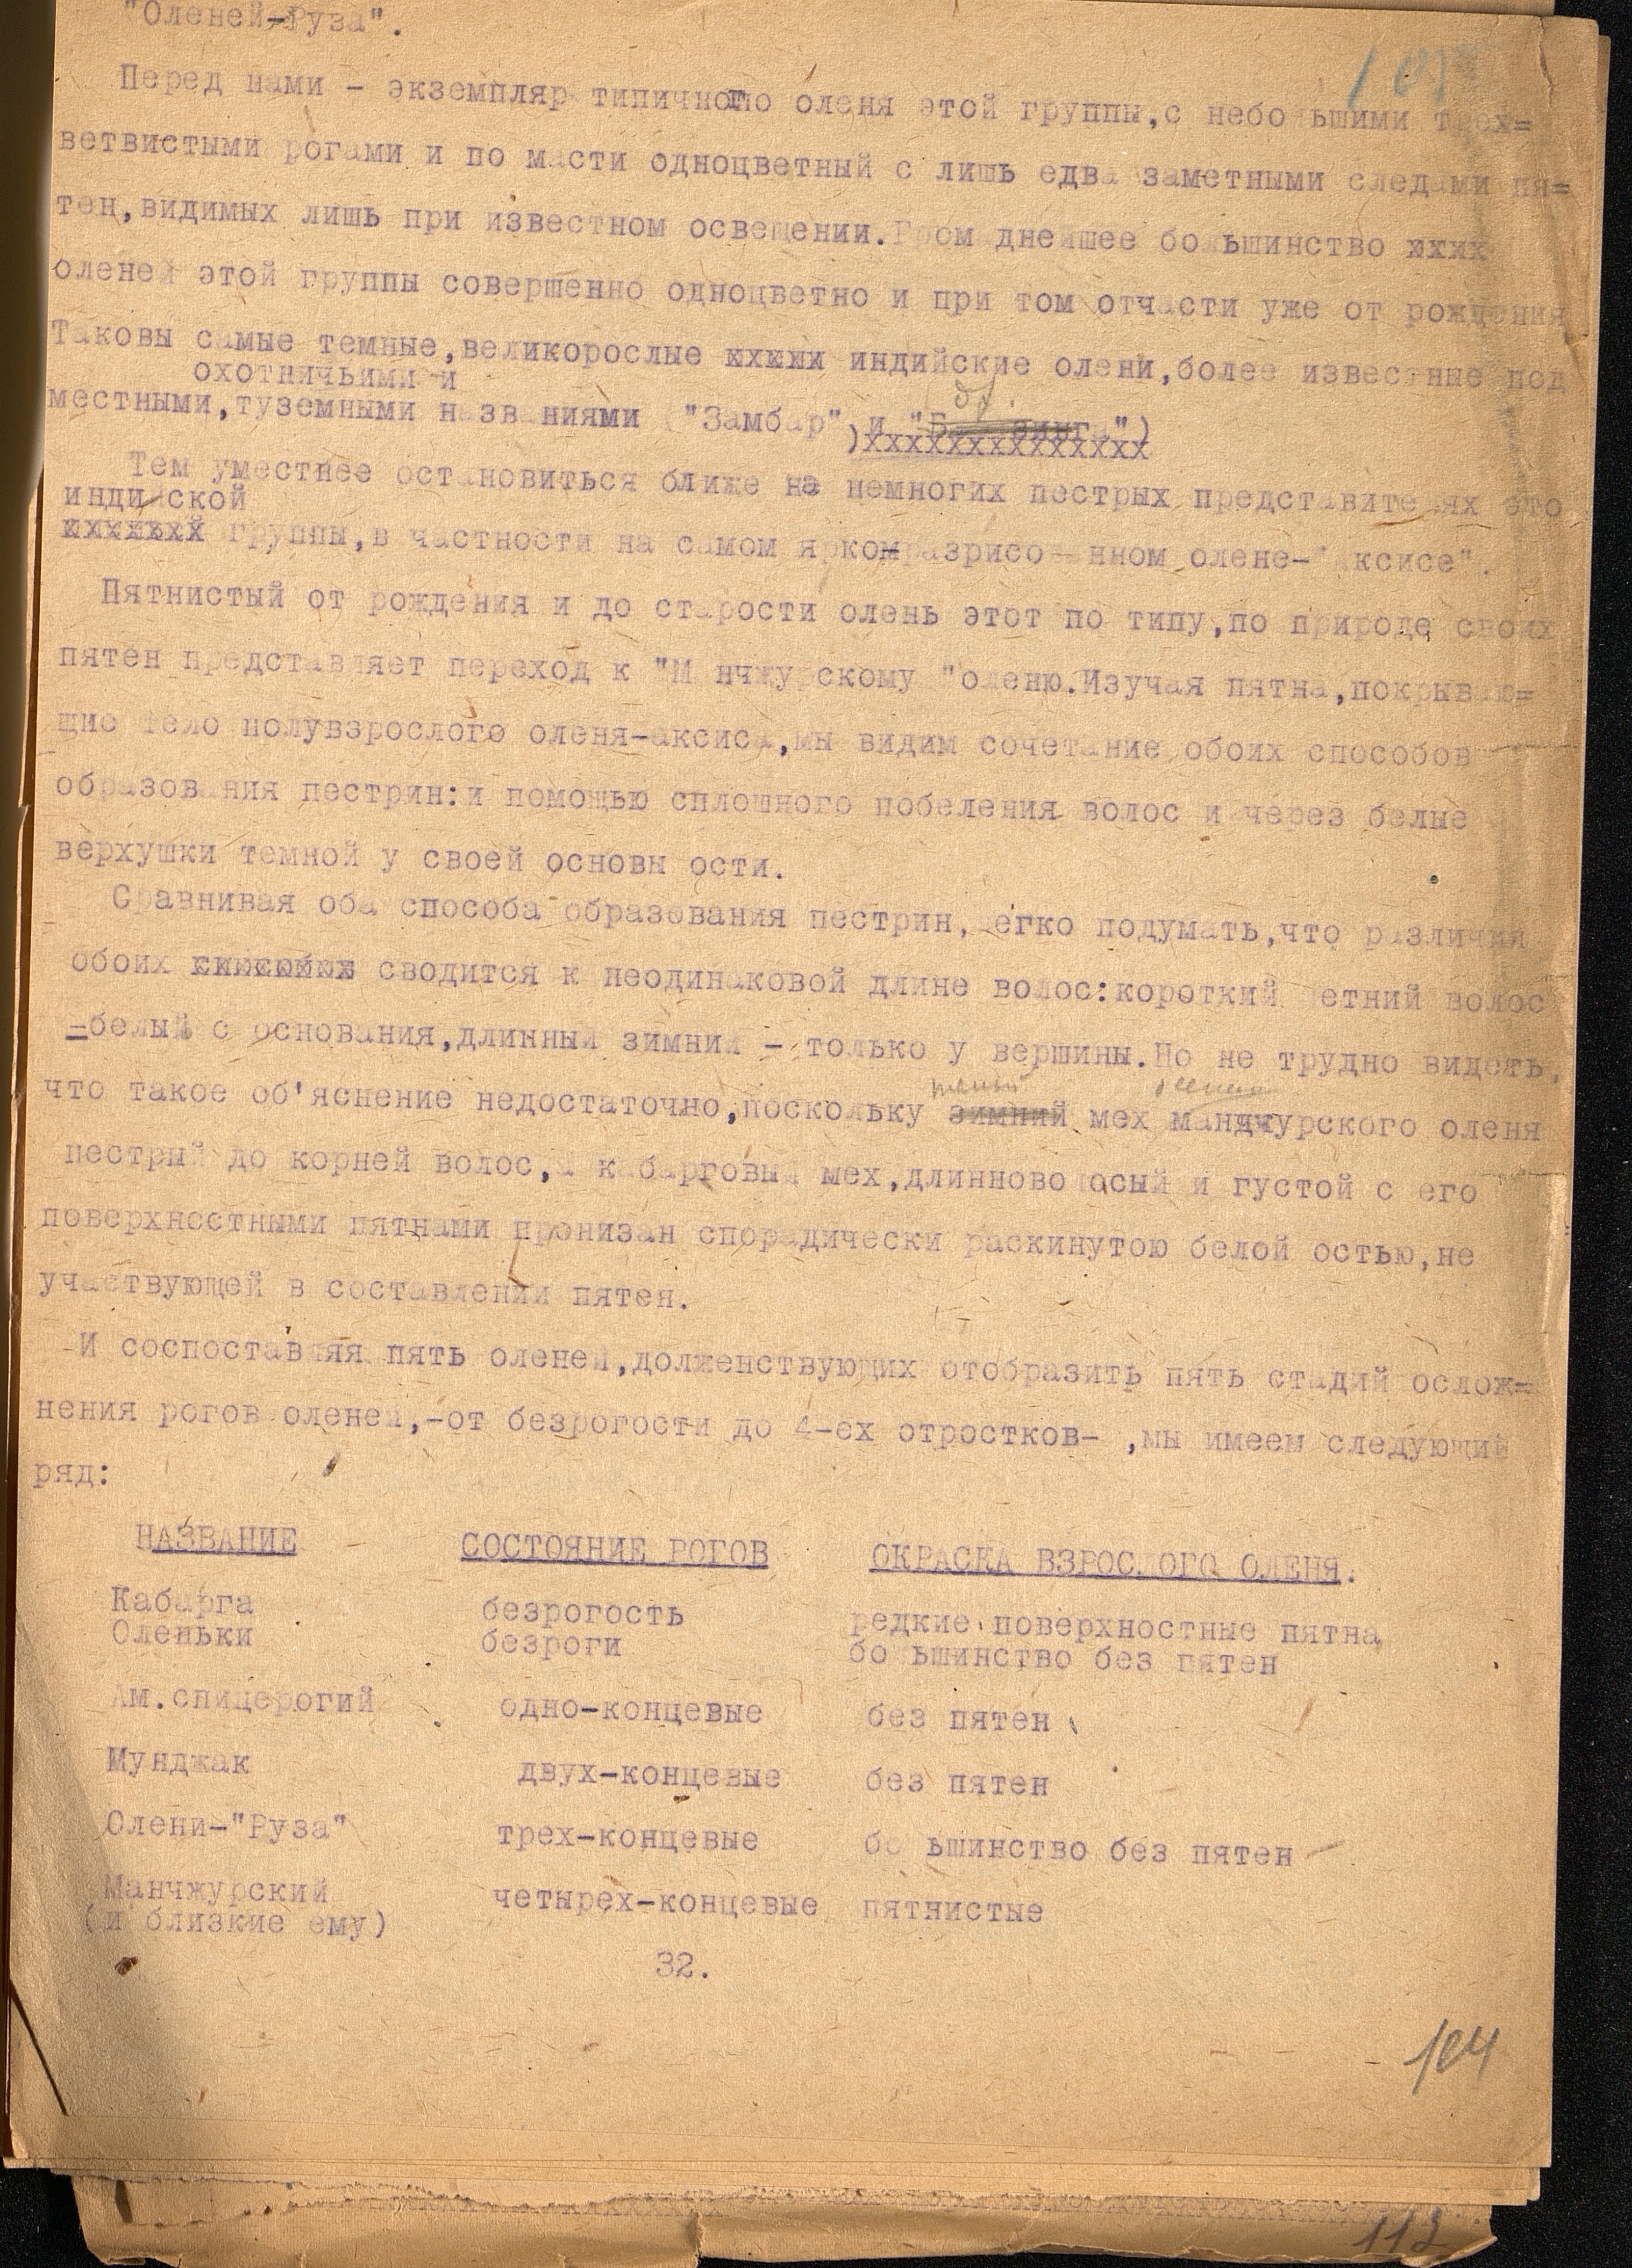 "Оленей-Руза".
Перед нами - экземпляр типичного оленя этой группы,с небольшими трех=
ветвистыми рогами и по масти одноцветный с лишь едва заметными следами пя=
тен,видимых лишь при известном освещении.Громаднейшее большинство хххх
оленей этой группы совершенно одноцветно и при том отчасти уже от рождения
Таковы самые темные,великорослые ххххх индийские олени,более известные под
охотничьими и
местными,туземными названиями ("Замбар") и
Тем уместнее остановиться ближе на немногих пестрых представителях это
индийской
ххххххй группы,в частности на самом ярко разрисованном олене-"аксисе".
Пятнистый от рождения и до старости олень этот по типу,по природе своих
пятен представляет переход к "Манчжурскому "оленю.Изучая пятна,покрываю=
щие тело полувзрослого оленя-аксиса,мы видим сочетание обоих способов
образования пестрин:и помощью сплошного побеления волос и через белые
верхушки темной у своей основы ости.
Сравнивая оба способа образования пестрин,легко подумать,что различия
обоих способов сводится к неодинаковой длине волос:короткий летний волос
-белый с основания,длинный зимний - только у вершины.Но не трудно видеть,
что такое об'яснение недостаточно,поскольку зимний мех манджурского оленя
пестрый до корней волос,а кабарговый мех,длинноволосый и густой с его
поверхностными пятнами пронизан спорадически раскинутою белой остью,не
участвующей в составлении пятен.
И соспоставляя пять оленей,долженствующих отобразить пять стадий ослож=
нения рогов оленей,-от безрогости до 4-ех отростков- ,мы имеем следующий
ряд:
НАЗВАНИЕ СОСТОЯНИЕ РОГОВ ОКРАСКА ВЗРОСЛОГО ОЛЕНЯ.
Кабарга безрогость редкие поверхностные пятна
Оленьки безроги большинство без пятен
Ам.спицерогий одно-концевые без пятен
Мунджак двух-концевые без пятен
Олени-"Руза" трех-концевые большинство без пятен
Манчжурский четырех-концевые пятнистые
(и близкие ему)
32.
104
112